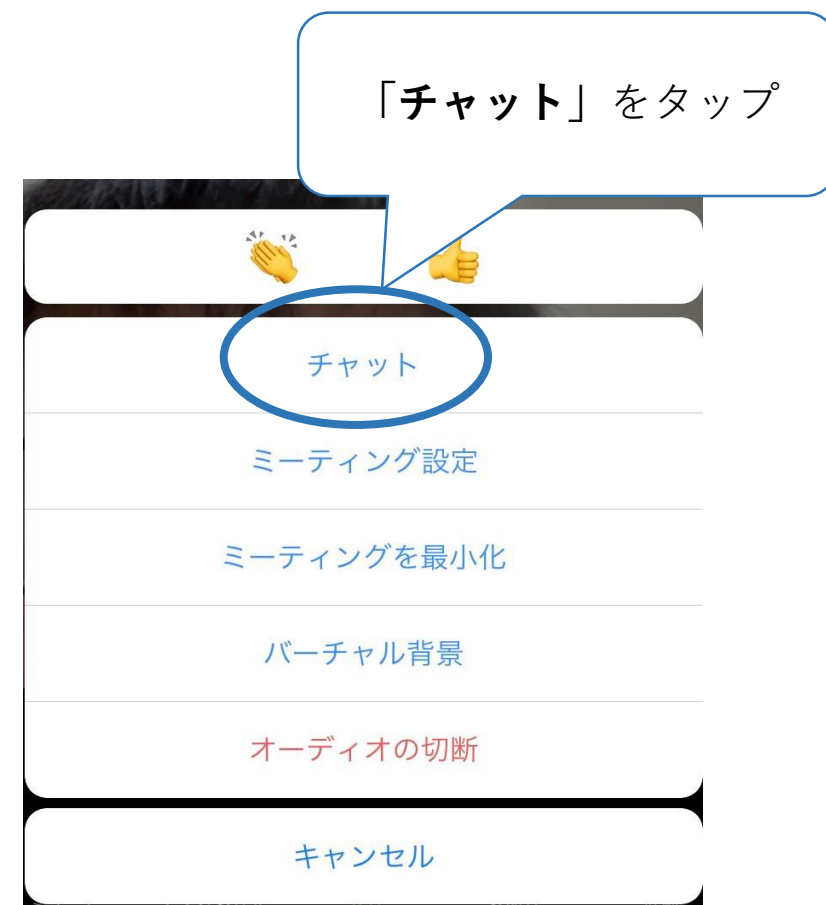 「チャット」をタップ
チャット
ミーティング設定
ミーティングを最小化
バーチャル背景
オーディオの切断
キャンセル